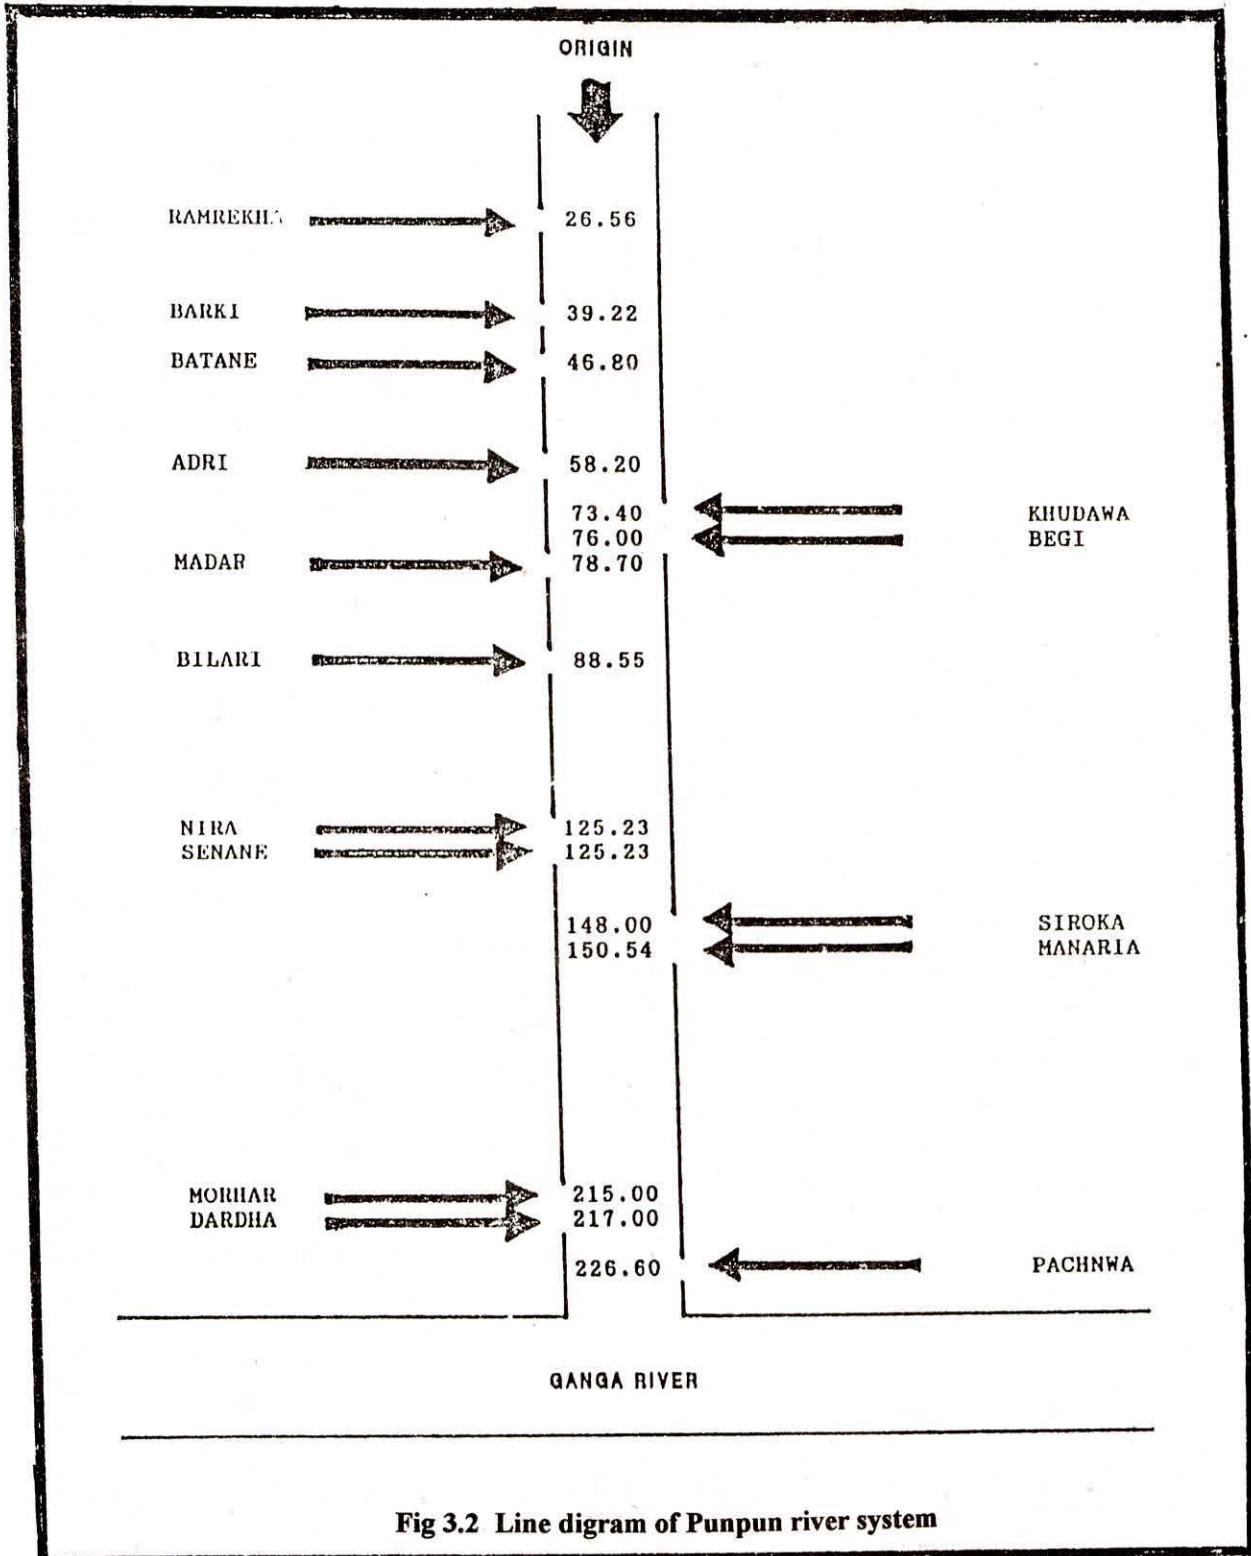 ORIGIN
RAMREKHA 26.56
BARKI 39.22
BATANE 46.80
ADRI 58.20
73.40 KHUDAWA
76.00 BEGI
MADAR 78.70
BILARI 88.55
NIRA 125.23
SENANE 125.23
148.00 SIROKA
150.54 MANARIA
MORHAR 215.00
DARDHA 217.00
226.60 PACHNWA
GANGA RIVER
Fig 3.2 Line digram of Punpun river system